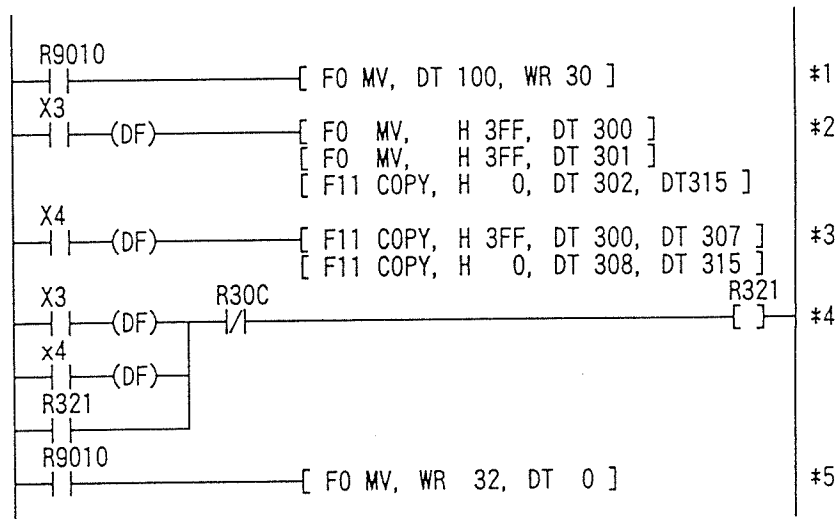 R9010
[ F0 MV, DT 100, WR 30 ] *1
X3
(DF) [ F0 MV, H 3FF, DT 300 ] *2
[ F0 MV, H 3FF, DT 301 ]
[ F11 COPY, H 0, DT 302, DT315 ]
X4
(DF) [ F11 COPY, H 3FF, DT 300, DT 307 ] *3
[ F11 COPY, H 0, DT 308, DT 315 ]
X3 R30C R321
(DF) [ ] *4
x4
(DF)
R321
R9010
[ F0 MV, WR 32, DT 0 ] *5